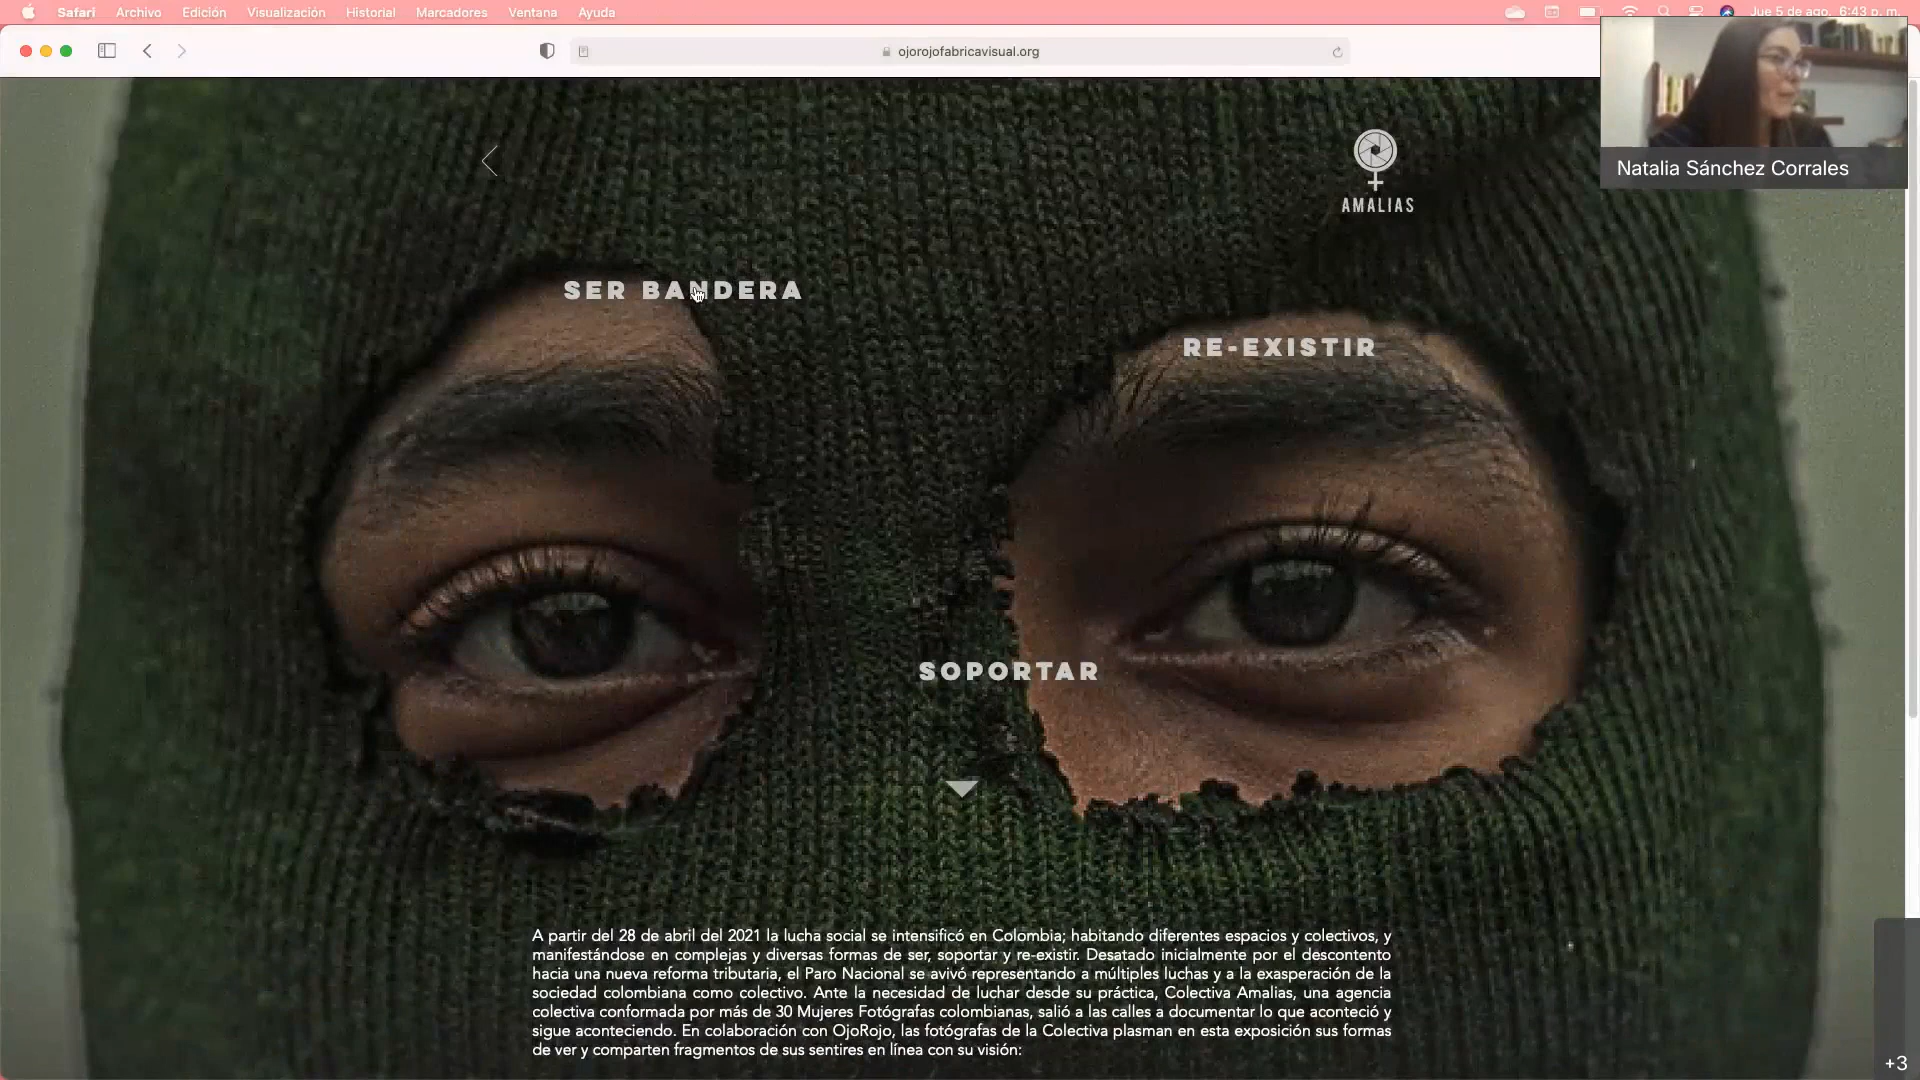 Safari Archivo Edición Visualización Historial Marcadores Ventana Ayuda
Jue 5 de ago. 6:43 p. m.
ojorojofabricavisual.org
Natalia Sánchez Corrales
AMALIAS
SER BANDERA
RE-EXISTIR
SOPORTAR
A partir del 28 de abril del 2021 la lucha social se intensificó en Colombia; habitando diferentes espacios y colectivos, y
manifestándose en complejas y diversas formas de ser, soportar y re-existir. Desatado inicialmente por el descontento
hacia una nueva reforma tributaria, el Paro Nacional se avivó representando a múltiples luchas y a la exasperación de la
sociedad colombiana como colectivo. Ante la necesidad de luchar desde su práctica, Colectiva Amalias, una agencia
colectiva conformada por más de 30 Mujeres Fotógrafas colombianas, salió a las calles a documentar lo que aconteció y
sigue aconteciendo. En colaboración con OjoRojo, las fotógrafas de la Colectiva plasman en esta exposición sus formas
de ver y comparten fragmentos de sus sentires en línea con su visión:
+3